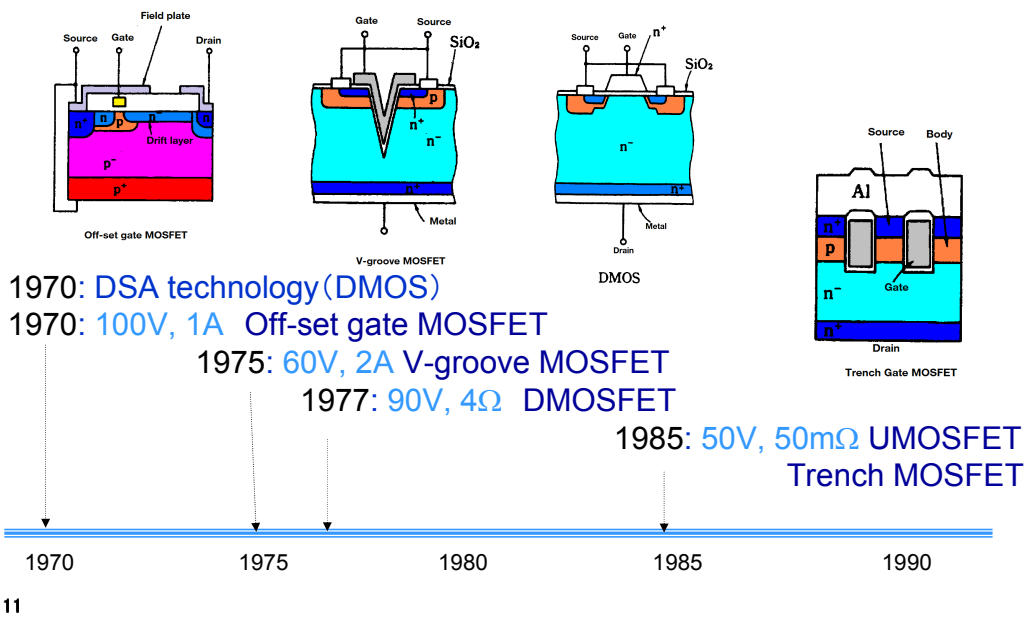 Field plate
Source Gate Drain
n+ n p n- n
Drift layer
p-
p+
Off-set gate MOSFET
Gate Source
SiO₂
p
n+
n-
n+
Metal
V-groove MOSFET
Source Gate n+
SiO₂
n-
n+
Metal
Drain
DMOS
Source Body
Al
n+
p
Gate
n-
n+
Drain
Trench Gate MOSFET
1970: DSA technology（DMOS）
1970: 100V, 1A Off-set gate MOSFET
1975: 60V, 2A V-groove MOSFET
1977: 90V, 4Ω DMOSFET
1985: 50V, 50mΩ UMOSFET
Trench MOSFET
1970 1975 1980 1985 1990
11